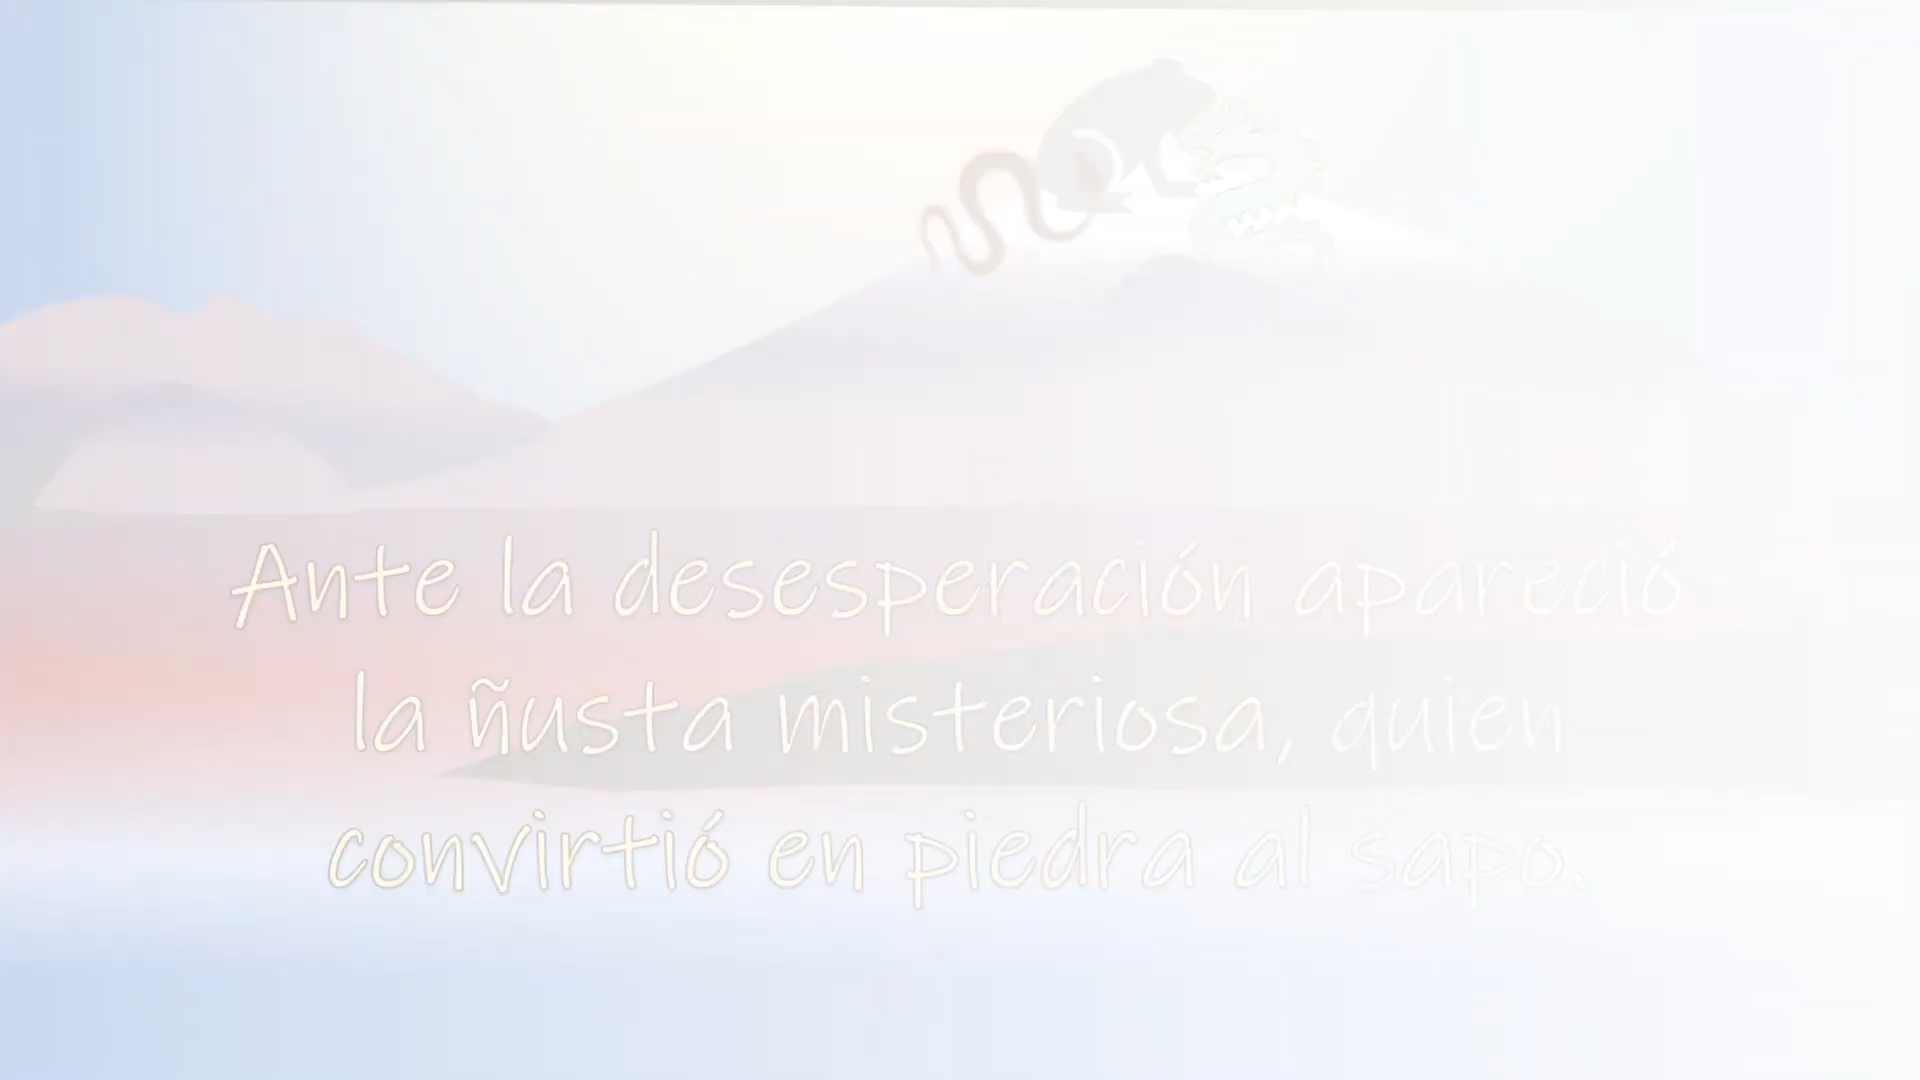 Ante la desesperación apareció
la ñusta misteriosa, quien
convirtió en piedra al sapo.